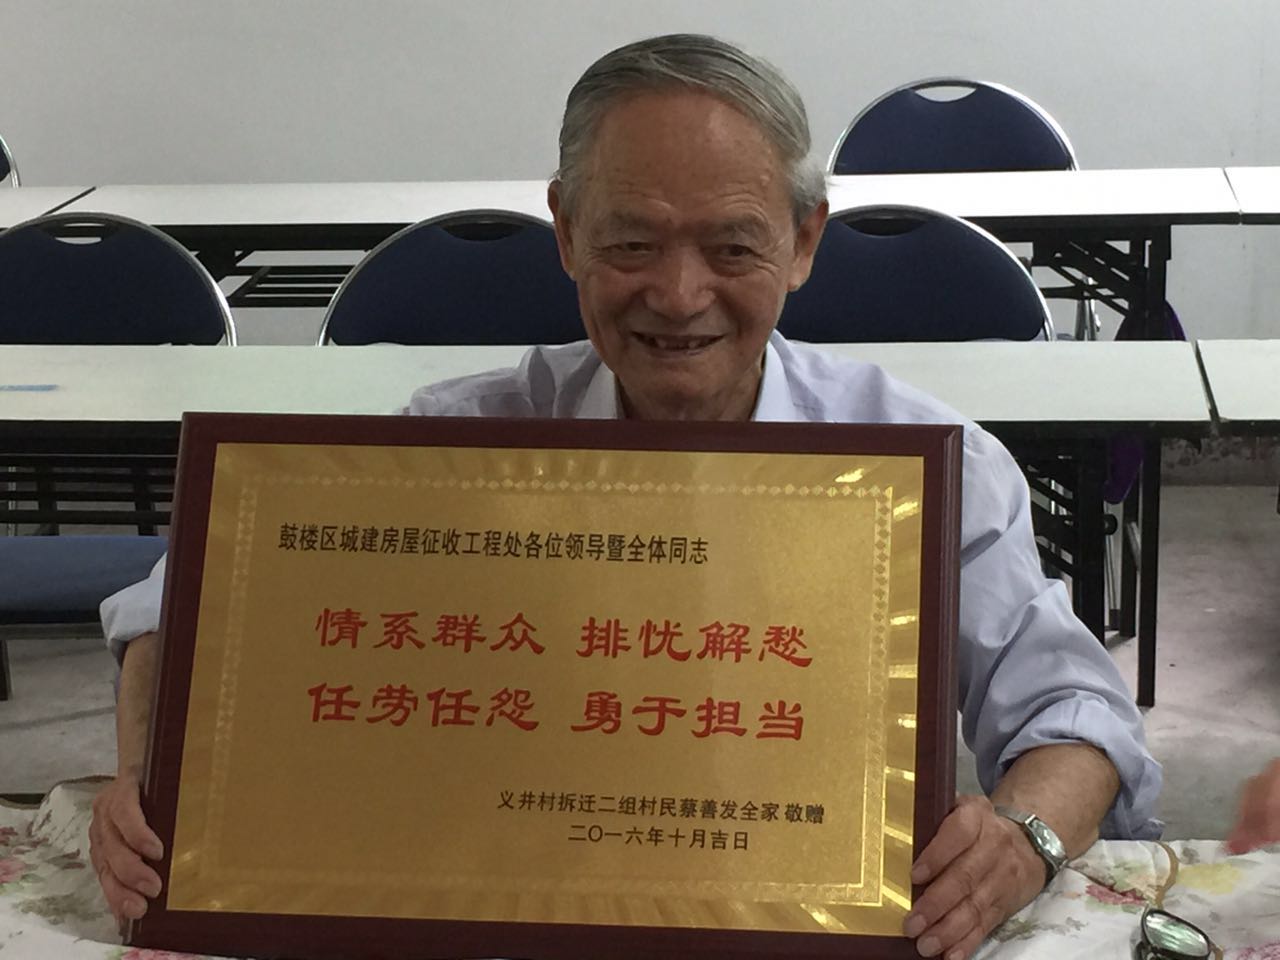 鼓楼区城建房屋征收工程处各位领导暨全体同志
情系群众 排忧解愁
任劳任怨 勇于担当
义井村拆迁二组村民蔡善发全家 敬赠
二〇一六年十月吉日